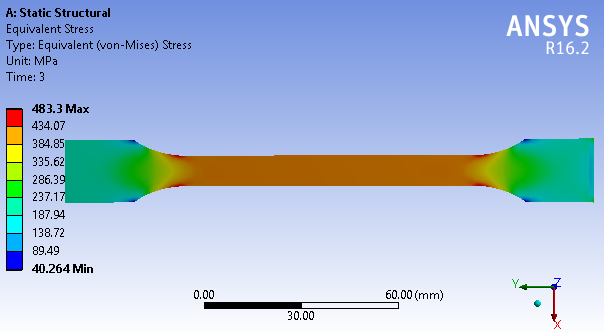 A: Static Structural
Equivalent Stress
Type: Equivalent (von-Mises) Stress
Unit: MPa
Time: 3
ANSYS
R16.2
483.3 Max
434.07
384.85
335.62
286.39
237.17
187.94
138.72
89.49
40.264 Min
0.00
60.00 (mm)
30.00
Y
Z
X